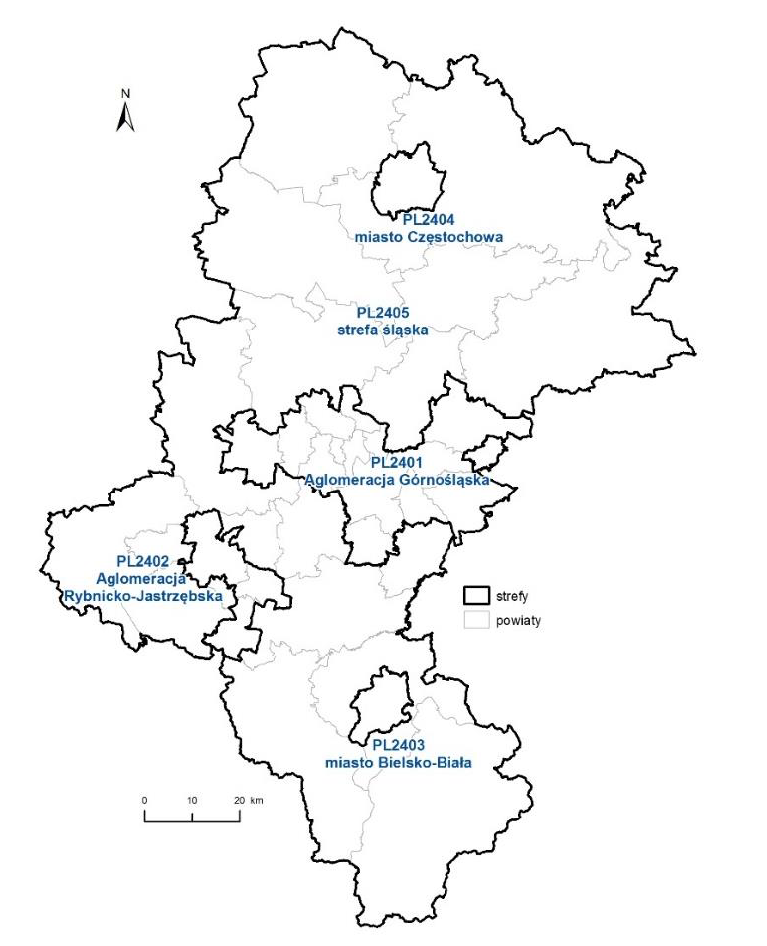 N
PL2404
miasto Częstochowa
PL2405
strefa śląska
PL2401
Aglomeracja Górnośląska
PL2402
Aglomeracja
Rybnicko-Jastrzębska
strefy
powiaty
PL2403
miasto Bielsko-Biała
0 10 20 km